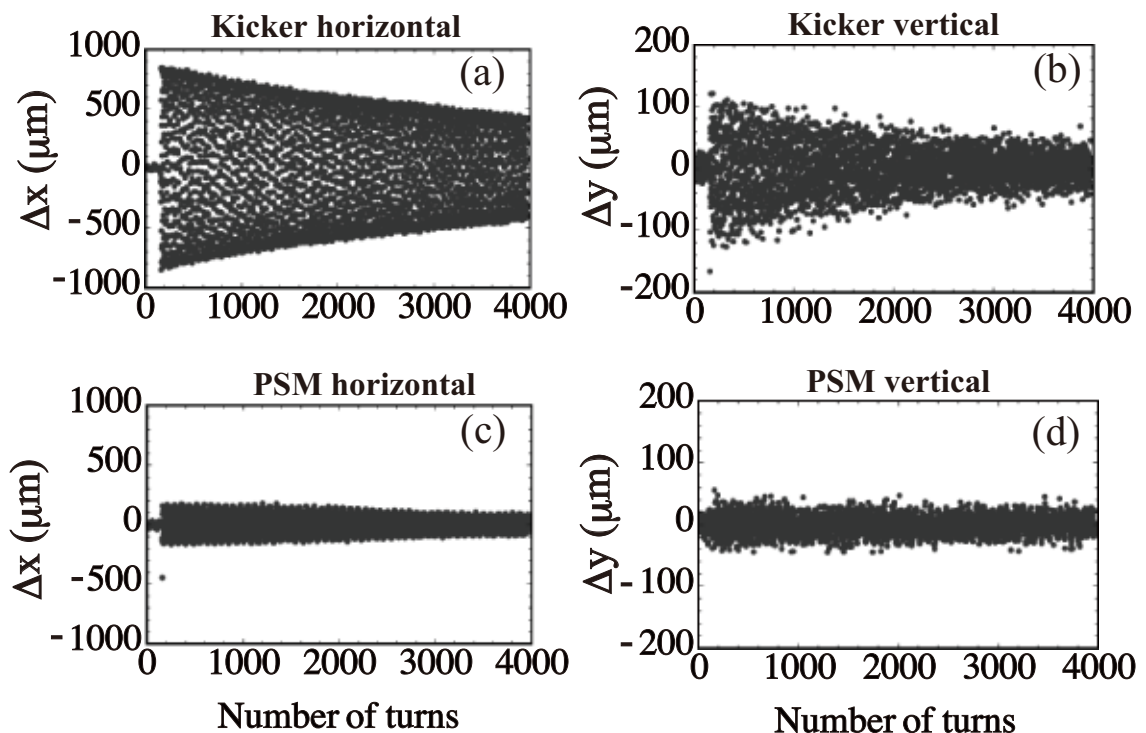 Kicker horizontal
1000
500
0
-500
-1000
Δx (μm)
(a)
0 1000 2000 3000 4000
Kicker vertical
200
100
0
-100
-200
Δy (μm)
(b)
0 1000 2000 3000 4000
PSM horizontal
1000
500
0
-500
-1000
Δx (μm)
(c)
0 1000 2000 3000 4000
Number of turns
PSM vertical
200
100
0
-100
-200
Δy (μm)
(d)
0 1000 2000 3000 4000
Number of turns